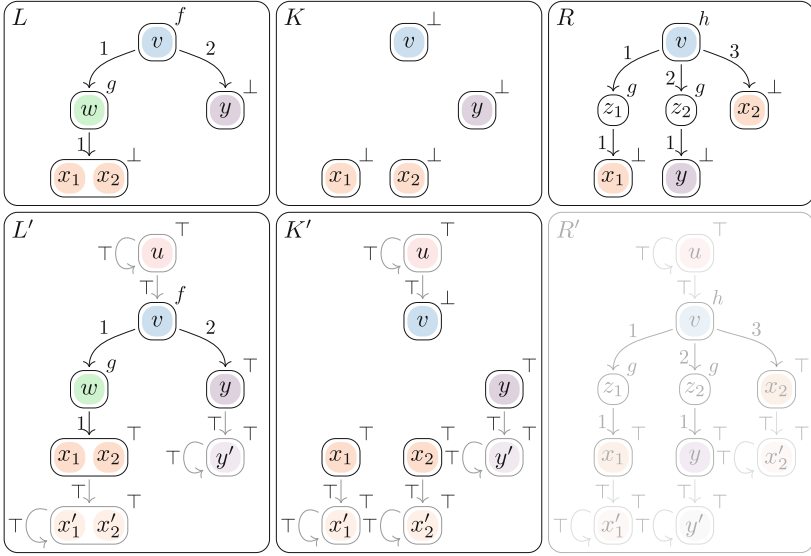 L
f
v
1 2
g
w y ⊥
1
x₁ x₂ ⊥
K
v ⊥
y ⊥
x₁ ⊥ x₂ ⊥
R
h
v
1 2 3
g g
z₁ z₂ x₂ ⊥
1 1
x₁ ⊥ y ⊥
L′
⊤
⊤ u
⊤
f
v
1 2
g ⊤
w y
1 ⊤
⊤ ⊤
x₁ x₂ ⊤ y′
⊤
⊤
⊤ x′₁ x′₂
K′
⊤
⊤ u
⊤
v ⊥
⊤
y
⊤
⊤ ⊤ ⊤
x₁ x₂ ⊤ y′
⊤ ⊤
⊤ ⊤
⊤ x′₁ ⊤ x′₂
R′
⊤
⊤ u
⊤
h
v
1 2 3
g g ⊤
z₁ z₂ x₂
1 1 ⊤
⊤ ⊤ ⊤
x₁ y ⊤ x′₂
⊤ ⊤
⊤ ⊤
⊤ x′₁ ⊤ y′